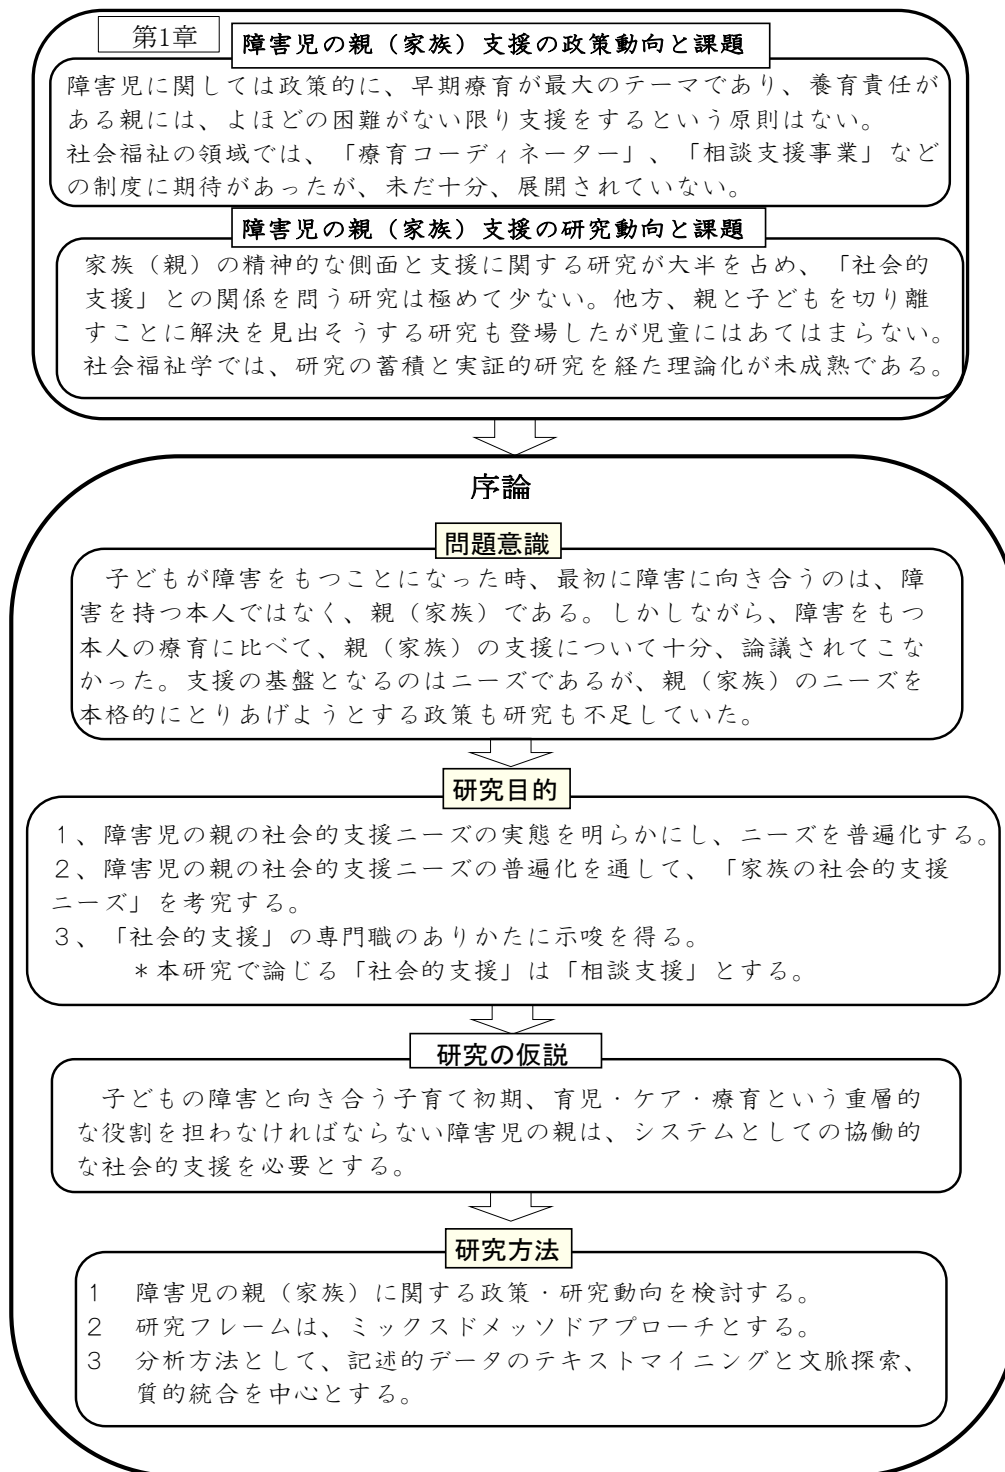 第1章
障害児の親（家族）支援の政策動向と課題
障害児に関しては政策的に、早期療育が最大のテーマであり、養育責任が
ある親には、よほどの困難がない限り支援をするという原則はない。
社会福祉の領域では、「療育コーディネーター」、「相談支援事業」など
の制度に期待があったが、未だ十分、展開されていない。
障害児の親（家族）支援の研究動向と課題
家族（親）の精神的な側面と支援に関する研究が大半を占め、「社会的
支援」との関係を問う研究は極めて少ない。他方、親と子どもを切り離
すことに解決を見出そうする研究も登場したが児童にはあてはまらない。
社会福祉学では、研究の蓄積と実証的研究を経た理論化が未成熟である。
序論
問題意識
子どもが障害をもつことになった時、最初に障害に向き合うのは、障
害を持つ本人ではなく、親（家族）である。しかしながら、障害をもつ
本人の療育に比べて、親（家族）の支援について十分、論議されてこな
かった。支援の基盤となるのはニーズであるが、親（家族）のニーズを
本格的にとりあげようとする政策も研究も不足していた。
研究目的
１、障害児の親の社会的支援ニーズの実態を明らかにし、ニーズを普遍化する。
２、障害児の親の社会的支援ニーズの普遍化を通して、「家族の社会的支援
ニーズ」を考究する。
３、「社会的支援」の専門職のありかたに示唆を得る。
＊本研究で論じる「社会的支援」は「相談支援」とする。
研究の仮説
子どもの障害と向き合う子育て初期、育児・ケア・療育という重層的
な役割を担わなければならない障害児の親は、システムとしての協働的
な社会的支援を必要とする。
研究方法
１　障害児の親（家族）に関する政策・研究動向を検討する。
２　研究フレームは、ミックスドメッソドアプローチとする。
３　分析方法として、記述的データのテキストマイニングと文脈探索、
質的統合を中心とする。